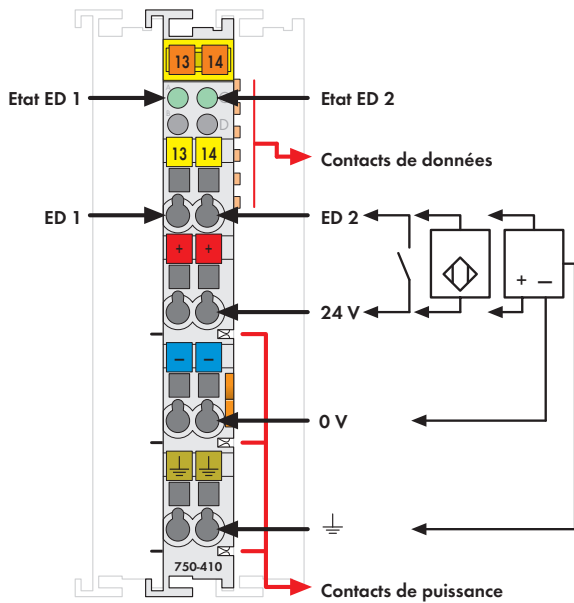 13 14
Etat ED 1
Etat ED 2
D
13 14
Contacts de données
ED 1
ED 2
+ +
+ −
24 V
− −
0 V
750-410
Contacts de puissance